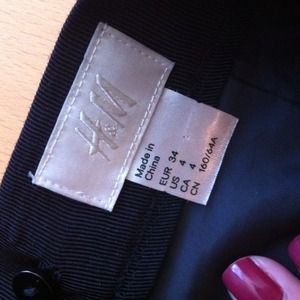 H&M
Made in
China
EUR 34
US 4
CA 4
CN 160/64A